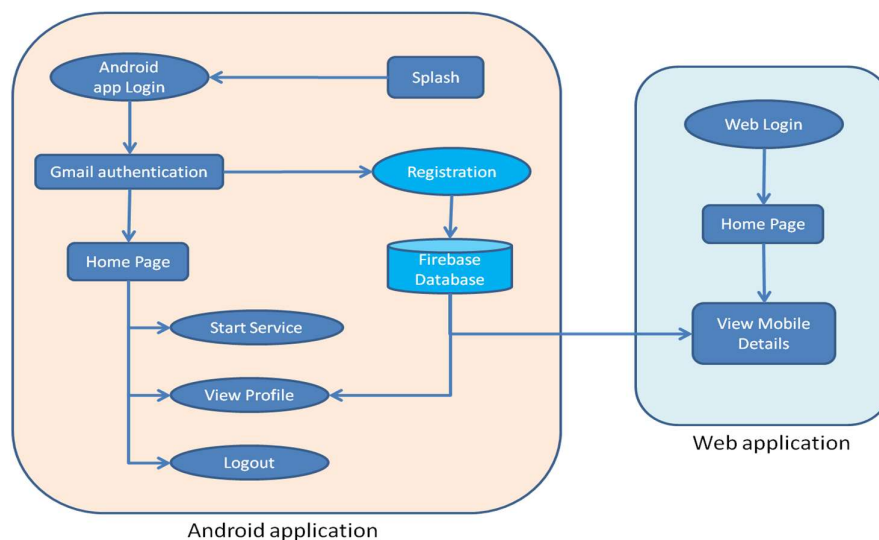 Android
app Login
Splash
Gmail authentication
Registration
Home Page
Firebase
Database
Start Service
View Profile
Logout
Android application
Web Login
Home Page
View Mobile
Details
Web application